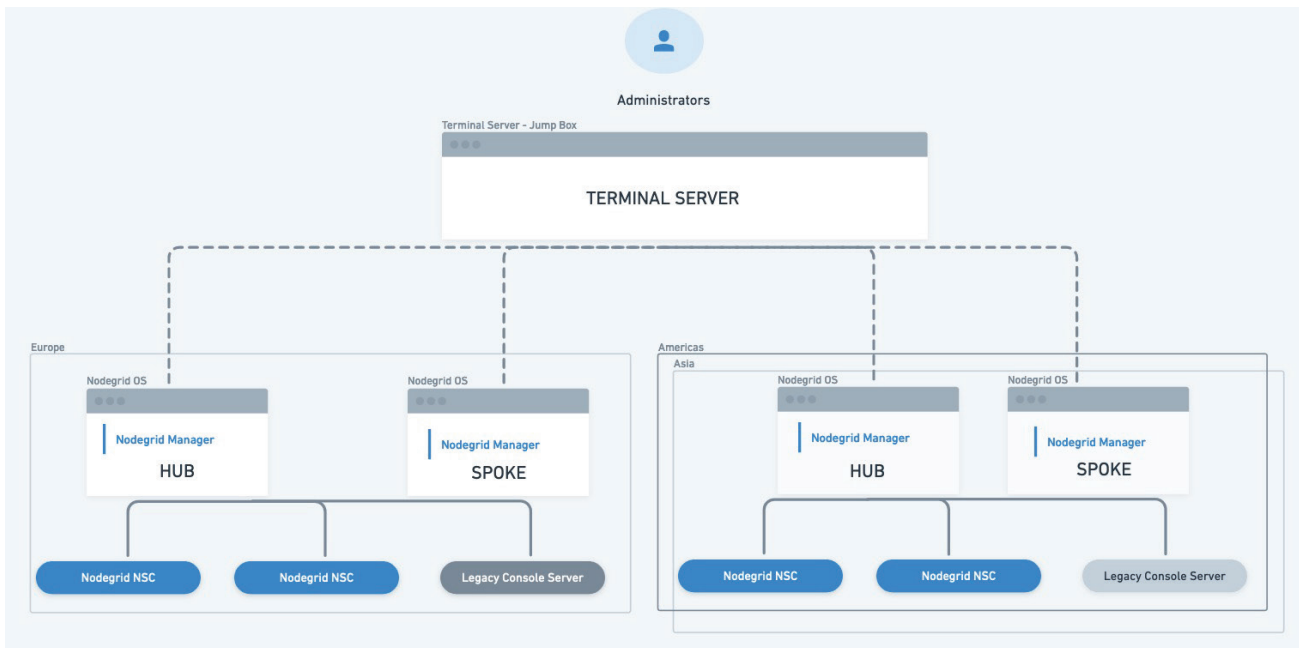 Administrators
Terminal Server - Jump Box
TERMINAL SERVER
Europe
Nodegrid OS
Nodegrid Manager
HUB
Nodegrid OS
Nodegrid Manager
SPOKE
Nodegrid NSC
Nodegrid NSC
Legacy Console Server
Americas
Asia
Nodegrid OS
Nodegrid Manager
HUB
Nodegrid OS
Nodegrid Manager
SPOKE
Nodegrid NSC
Nodegrid NSC
Legacy Console Server